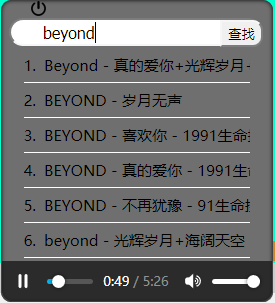 beyond 查找
1. Beyond - 真的爱你+光辉岁月-
2. BEYOND - 岁月无声
3. BEYOND - 喜欢你 - 1991生命
4. BEYOND - 真的爱你 - 1991生
5. BEYOND - 不再犹豫 - 91生命
6. beyond - 光辉岁月+海阔天空
0:49 / 5:26